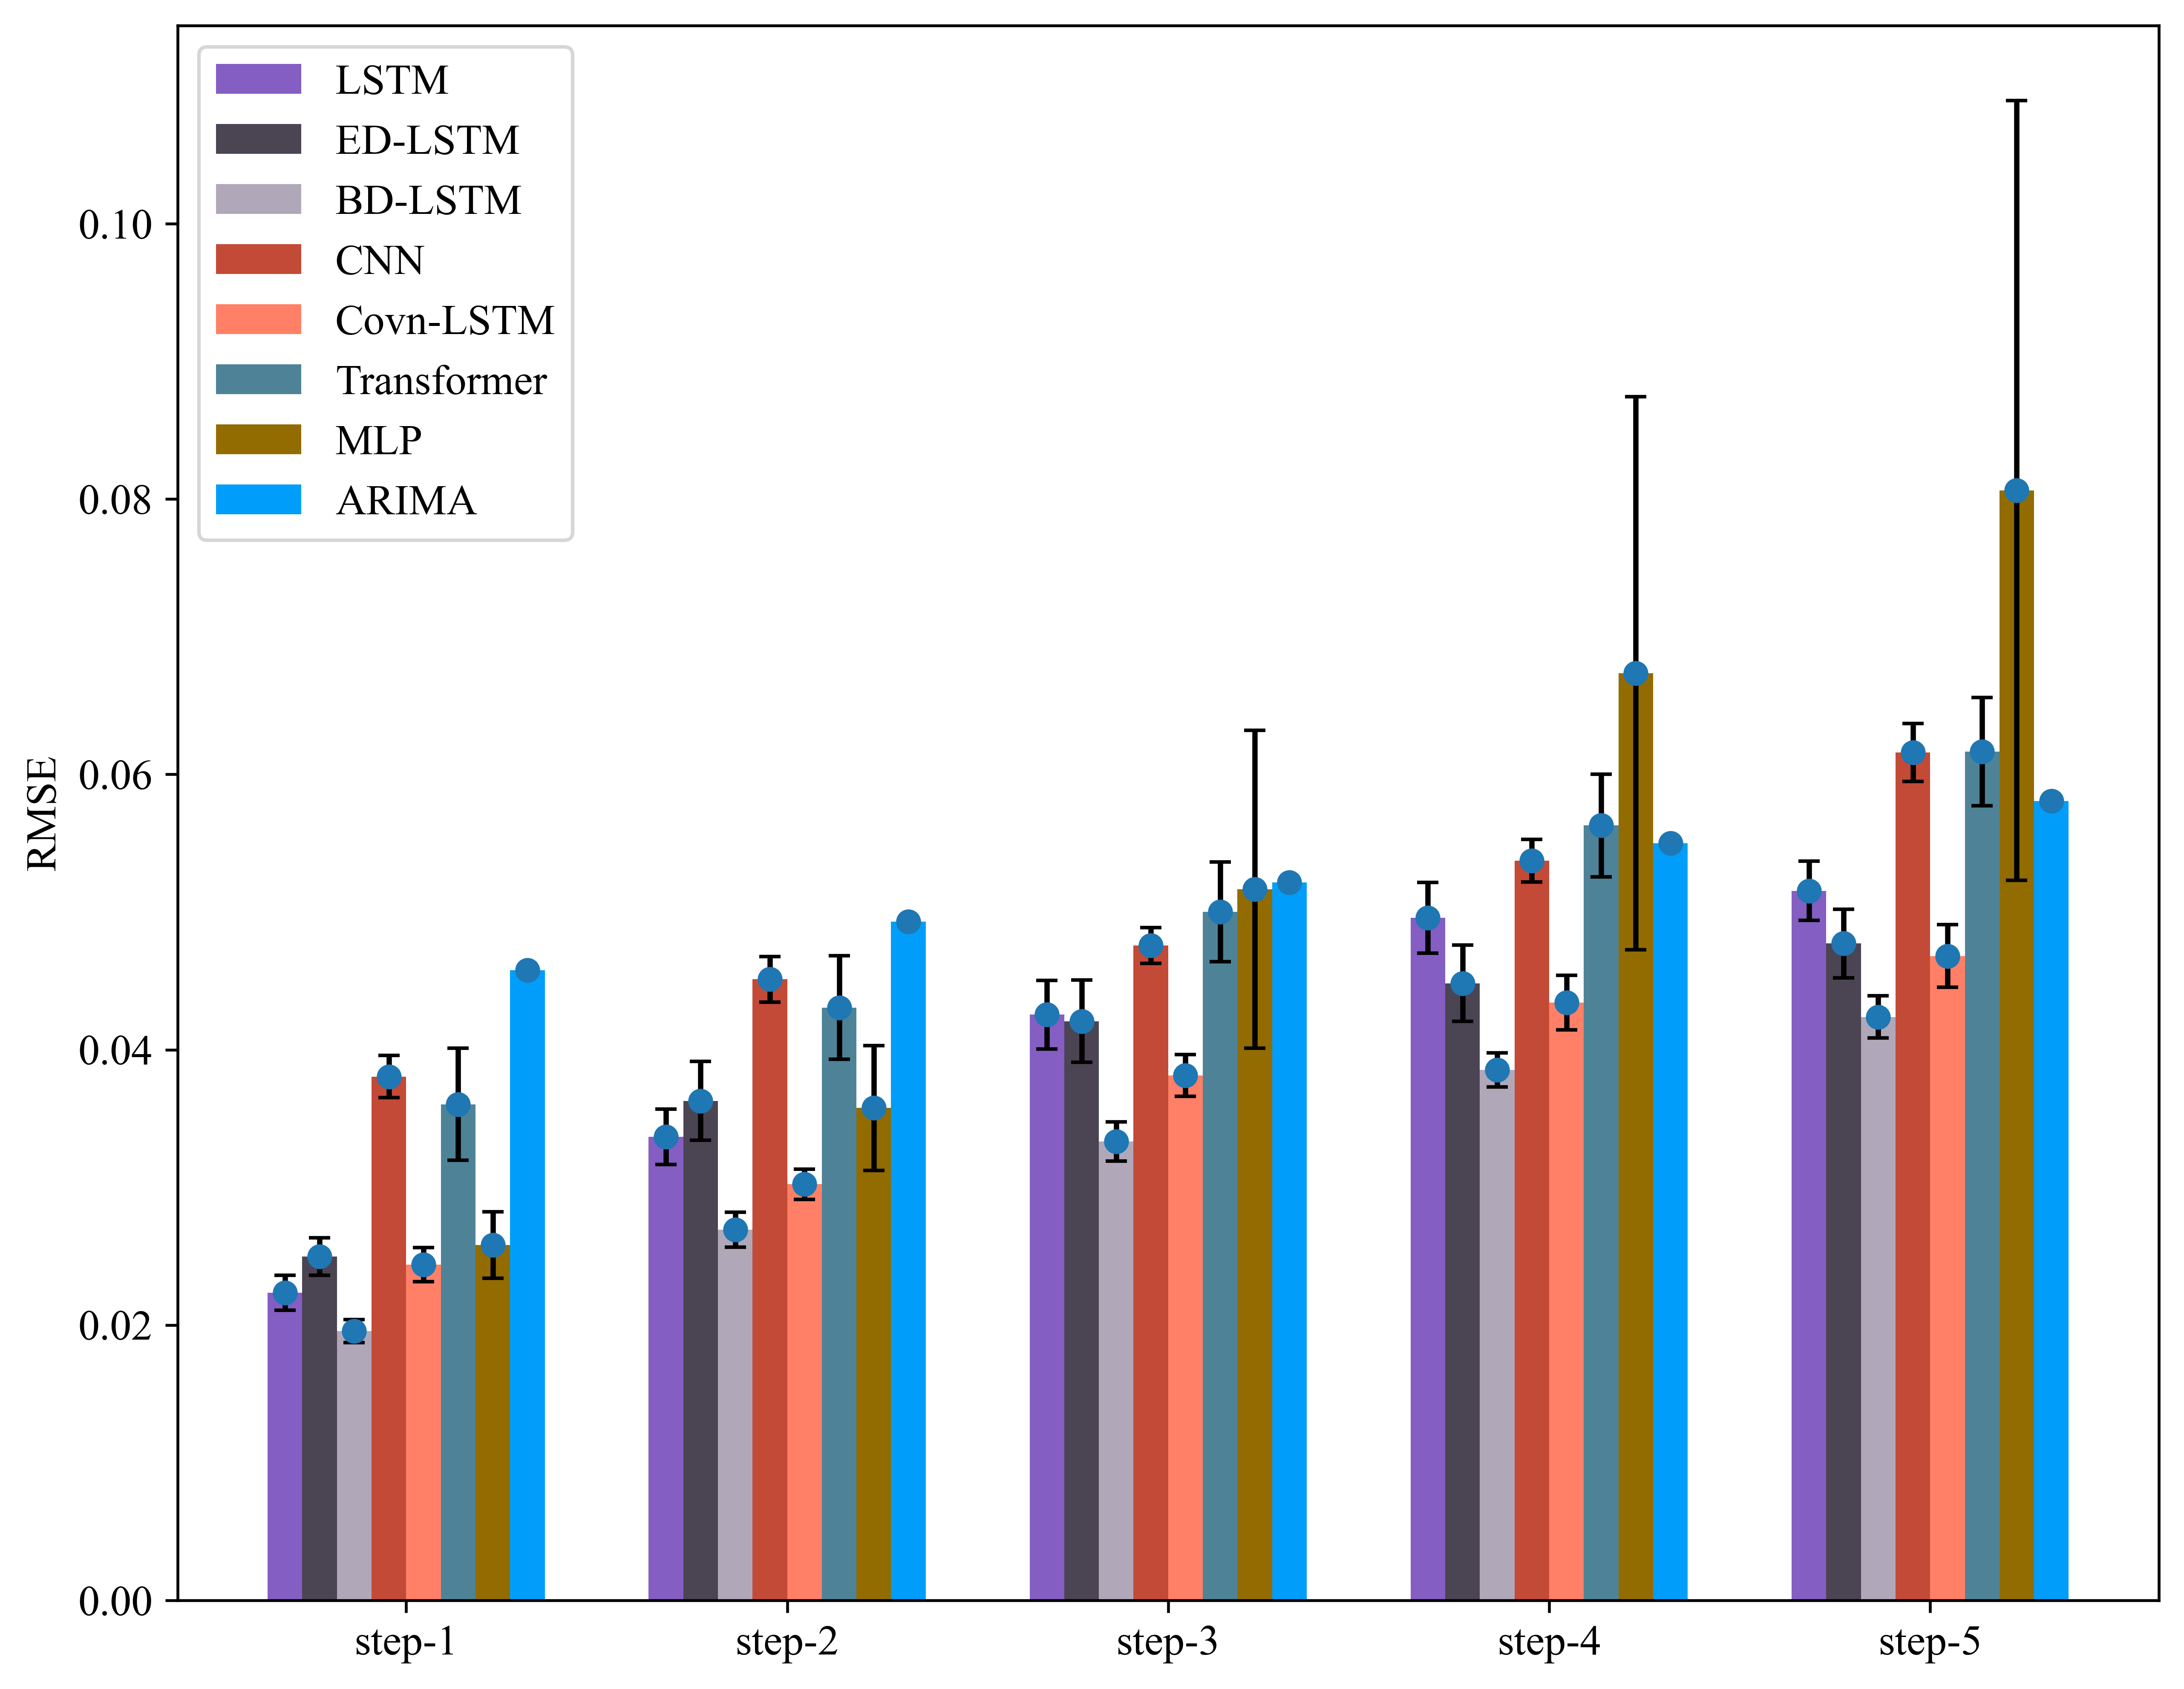 LSTM
ED-LSTM
BD-LSTM
CNN
Covn-LSTM
Transformer
MLP
ARIMA
RMSE
0.10
0.08
0.06
0.04
0.02
0.00
step-1 step-2 step-3 step-4 step-5